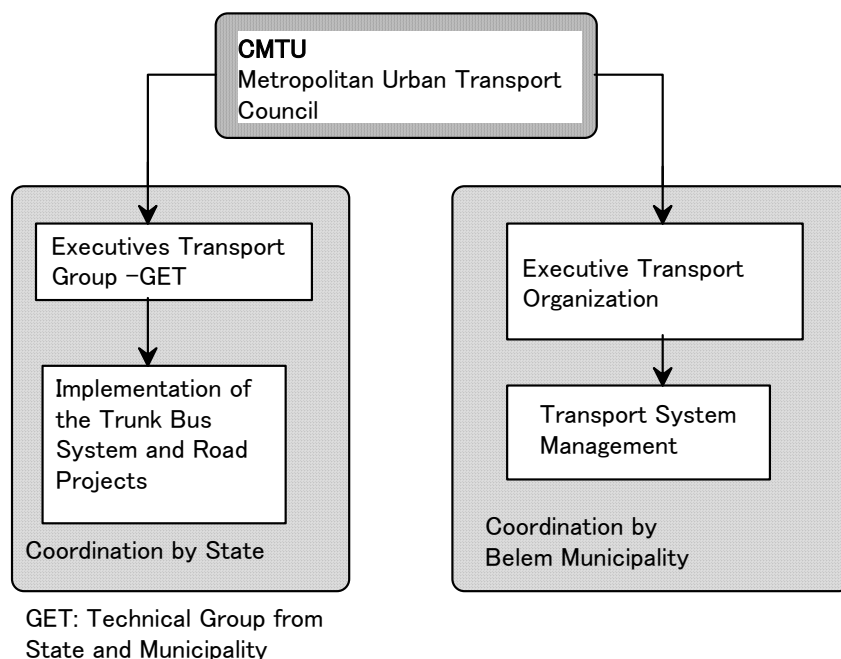 CMTU
Metropolitan Urban Transport
Council
Executives Transport
Group -GET
Implementation of
the Trunk Bus
System and Road
Projects
Coordination by State
GET: Technical Group from
State and Municipality
Executive Transport
Organization
Transport System
Management
Coordination by
Belem Municipality